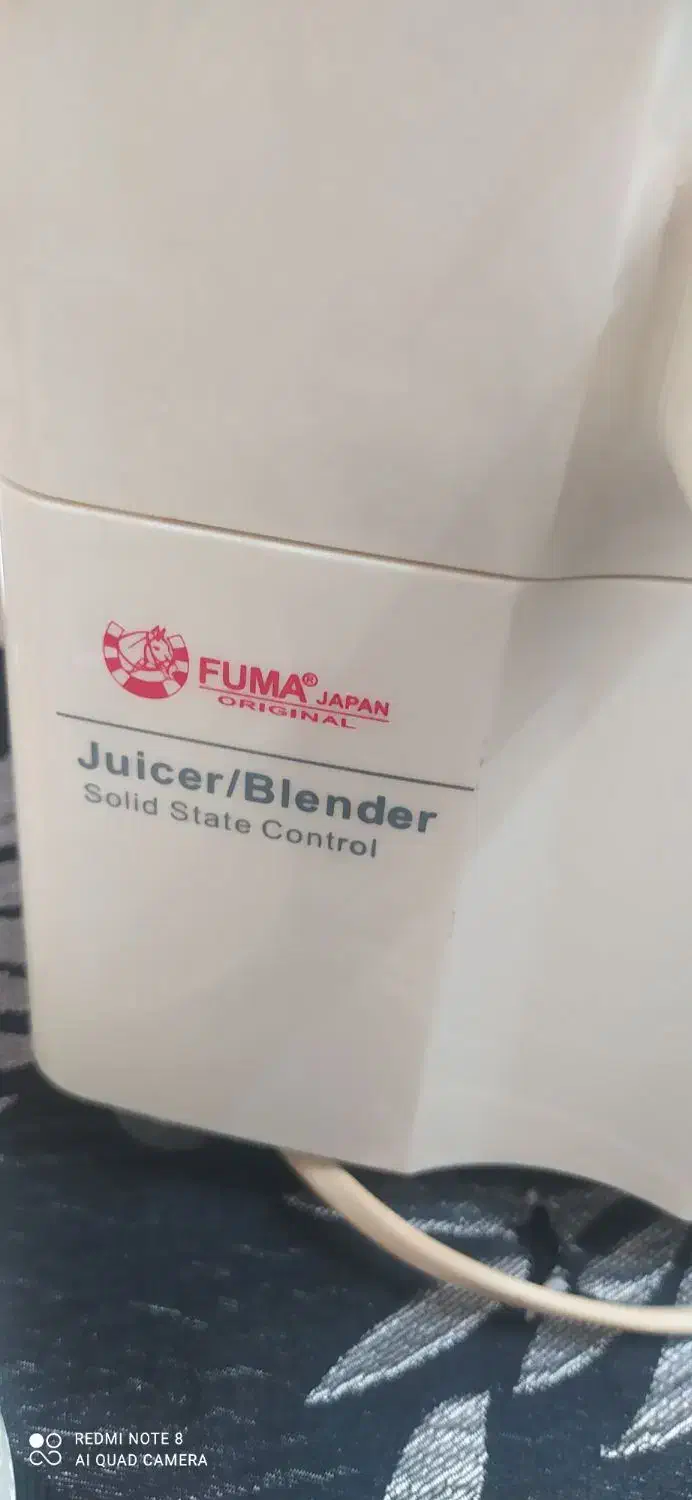 FUMA® JAPAN
ORIGINAL
Juicer/Blender
Solid State Control
REDMI NOTE 8
AI QUAD CAMERA